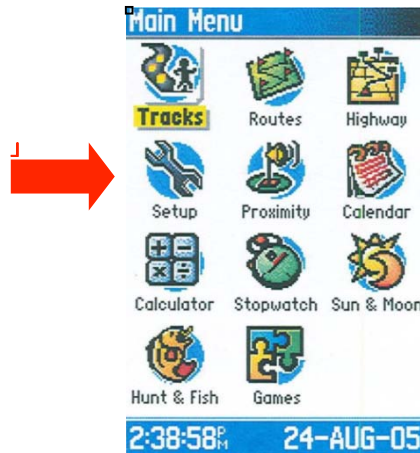 Main Menu
Tracks Routes Highway
Setup Proximity Calendar
Calculator Stopwatch Sun & Moon
Hunt & Fish Games
2:38:58PM 24-AUG-05